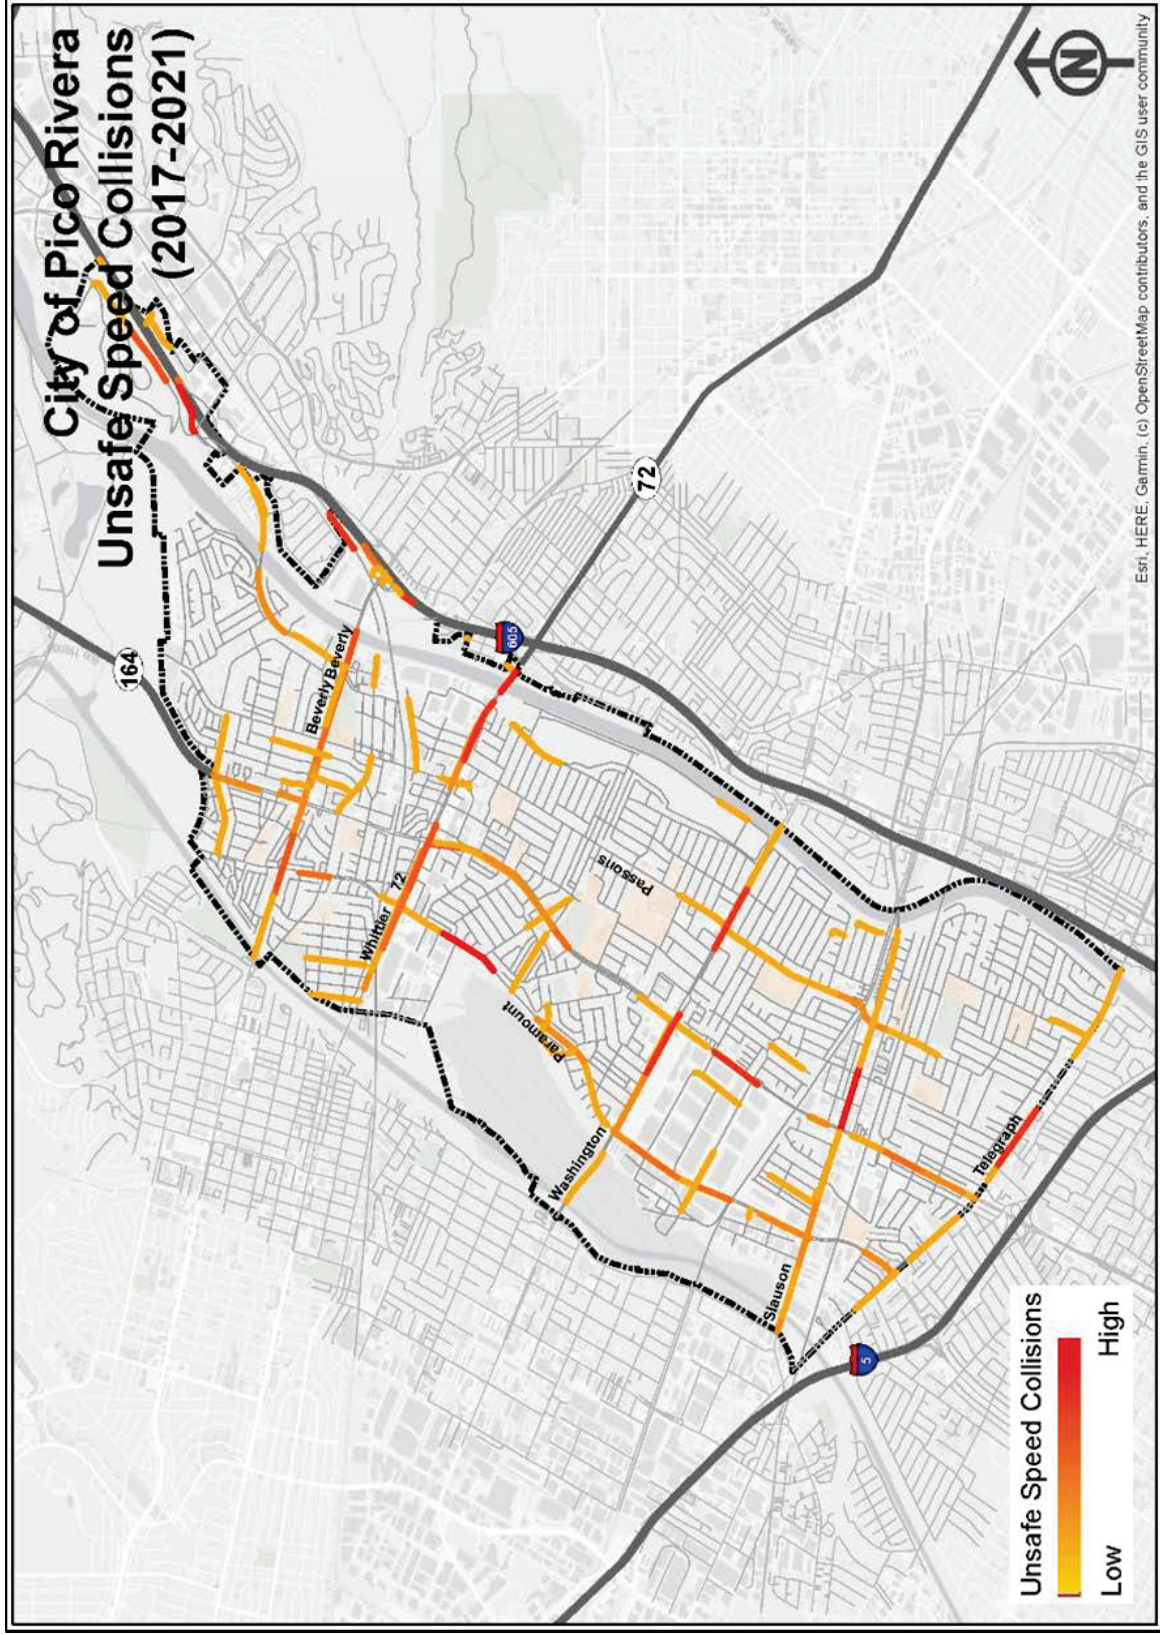 City of Pico Rivera
Unsafe Speed Collisions
(2017-2021)
164
Beverly
Beverly
605
72
Whittier
72
Passons
Paramount
Washington
Slauson
Telegraph
5
N
Unsafe Speed Collisions
Low
High
Esri, HERE, Garmin, (c) OpenStreetMap contributors, and the GIS user community